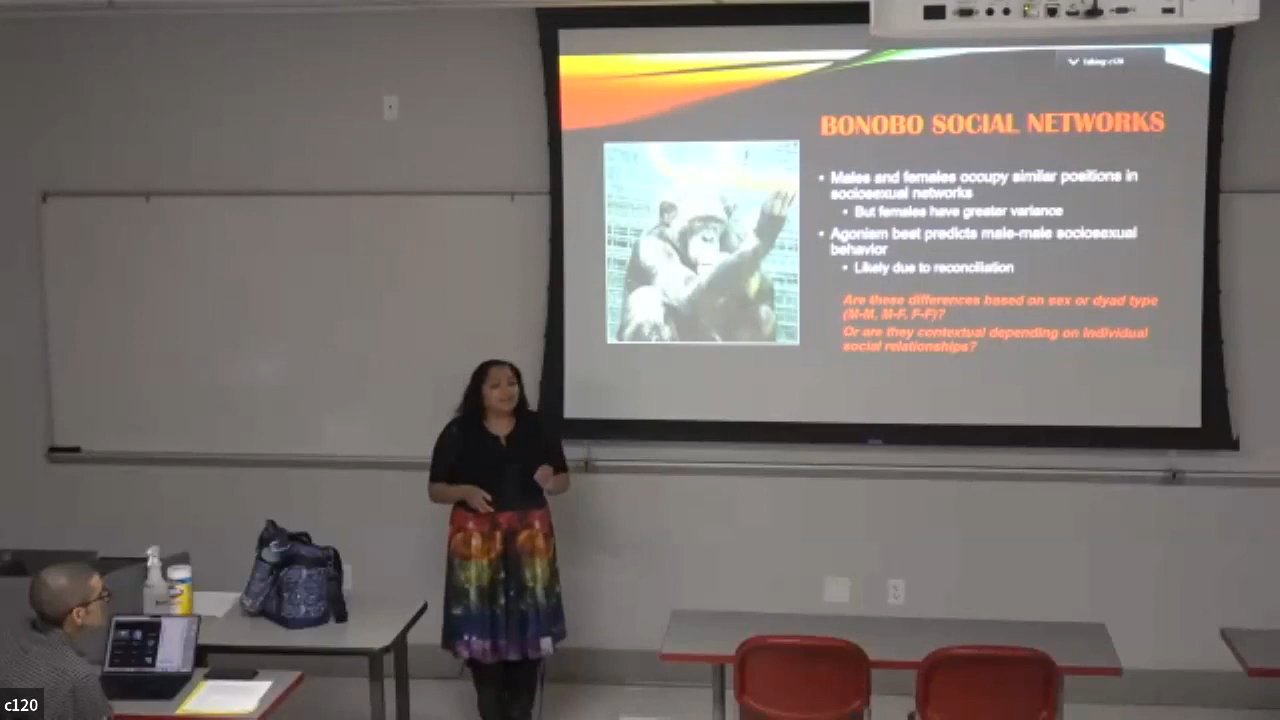 Talking: c120
BONOBO SOCIAL NETWORKS
• Males and females occupy similar positions in
sociosexual networks
• But females have greater variance
• Agonism best predicts male-male sociosexual
behavior
• Likely due to reconciliation
Are these differences based on sex or dyad type
(M-M, M-F, F-F)?
Or are they contextual depending on individual
social relationships?
c120